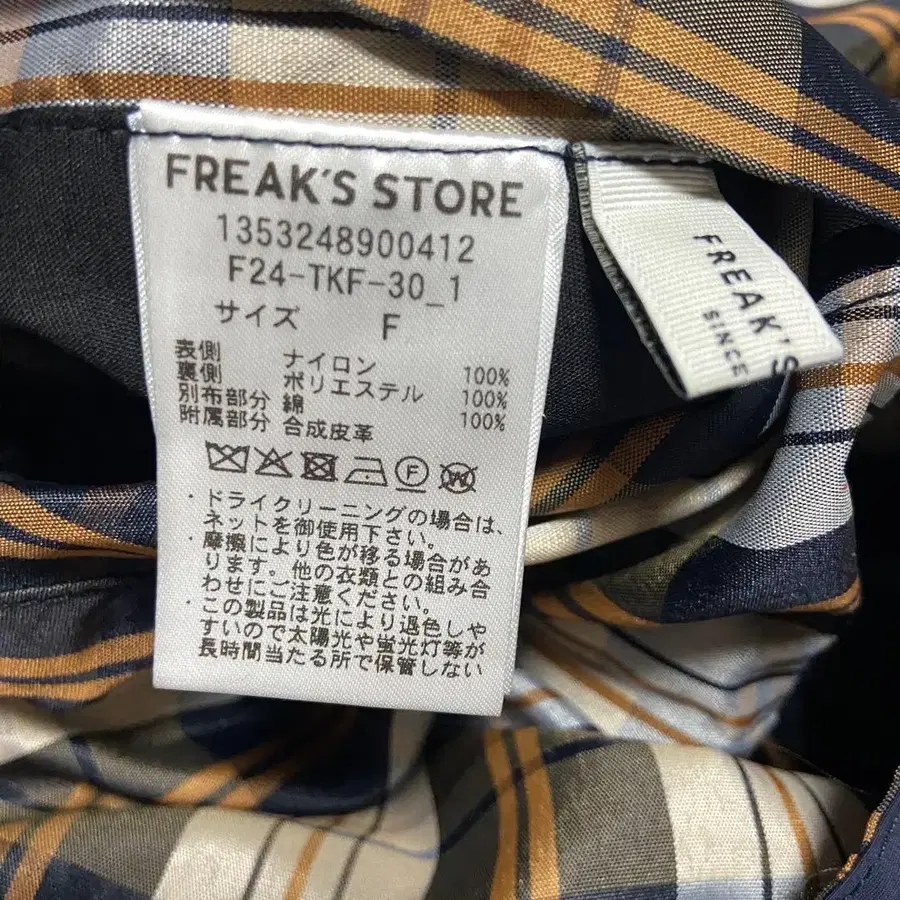 FREAK'S STORE
1353248900412
F24-TKF-30_1
サイズ F
表側 ナイロン 100%
裏側 ポリエステル 100%
別布部分 綿 100%
附属部分 合成皮革
F
W
・ドライクリーニングの場合は、
ネットを御使用下さい。
・摩擦により色が移る場合があ
ります。他の衣類との組み合
わせにご注意ください。
・この製品は光により退色しや
すいので太陽光や蛍光灯等が
長時間当たる所で保管しない
FREAK'S
SINCE